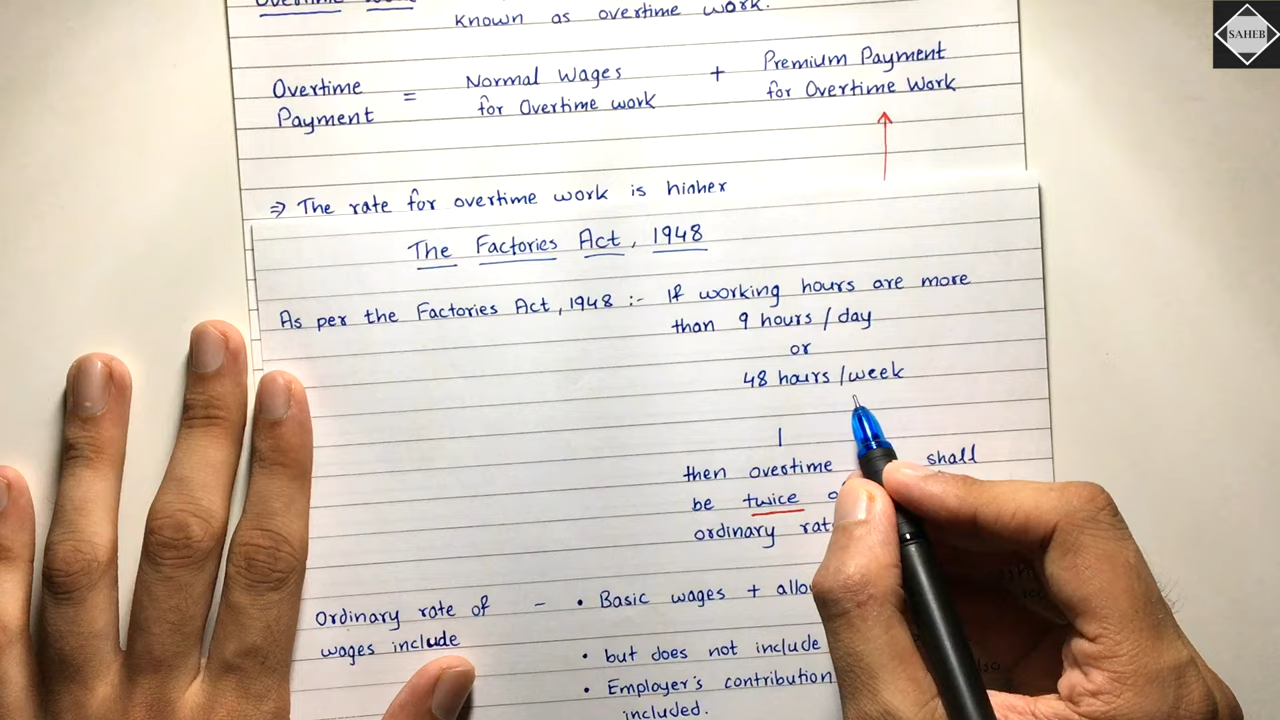 known as overtime work.
Overtime Payment = Normal Wages for Overtime work + Premium Payment for Overtime Work
⇒ The rate for overtime work is higher
The Factories Act, 1948
As per the Factories Act, 1948 :- If working hours are more
than 9 hours / day
or
48 hours / week
then overtime shall
be twice
ordinary
Ordinary rate of wages include - • Basic wages +
• but does not include
• Employer's contribution
included.
SAHEB